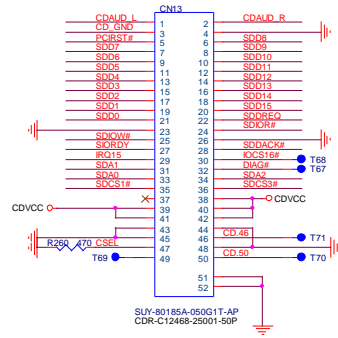 CN13
CDAUD_L 1 2 CDAUD_R
CD_GND 3 4
PCIRST# 5 6 SDD8
SDD7 7 8 SDD9
SDD6 9 10 SDD10
SDD5 11 12 SDD11
SDD4 13 14 SDD12
SDD3 15 16 SDD13
SDD2 17 18 SDD14
SDD1 19 20 SDD15
SDD0 21 22 SDDREQ
23 24 SDIOR#
SDIOW# 25 26
SIORDY 27 28 SDDACK#
IRQ15 29 30 IOCS16# T68
SDA1 31 32 DIAG# T67
SDA0 33 34 SDA2
SDCS1# 35 36 SDCS3#
37 38 CDVCC
CDVCC 39 40
41 42
43 44
45 46 CD.46 T71
R260 470 CSEL 47 48
T69 49 50 CD.50 T70
51
52
SUY-80185A-050G1T-AP
CDR-C12468-25001-50P